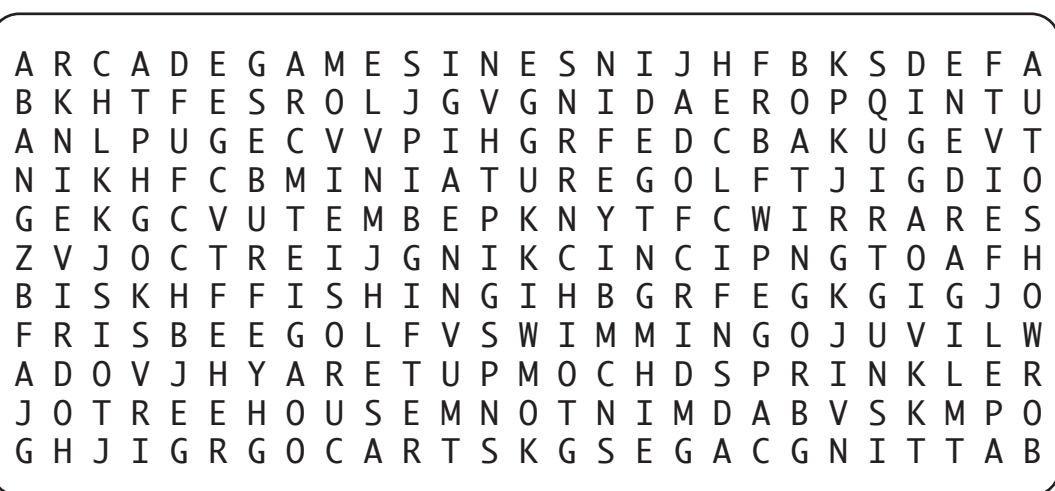 A R C A D E G A M E S I N E S N I J H F B K S D E F A
B K H T F E S R O L J G V G N I D A E R O P Q I N T U
A N L P U G E C V V P I H G R F E D C B A K U G E V T
N I K H F C B M I N I A T U R E G O L F T J I G D I O
G E K G C V U T E M B E P K N Y T F C W I R R A R E S
Z V J O C T R E I J G N I K C I N C I P N G T O A F H
B I S K H F F I S H I N G I H B G R F E G K G I G J O
F R I S B E E G O L F V S W I M M I N G O J U V I L W
A D O V J H Y A R E T U P M O C H D S P R I N K L E R
J O T R E E H O U S E M N O T N I M D A B V S K M P O
G H J I G R G O C A R T S K G S E G A C G N I T T A B